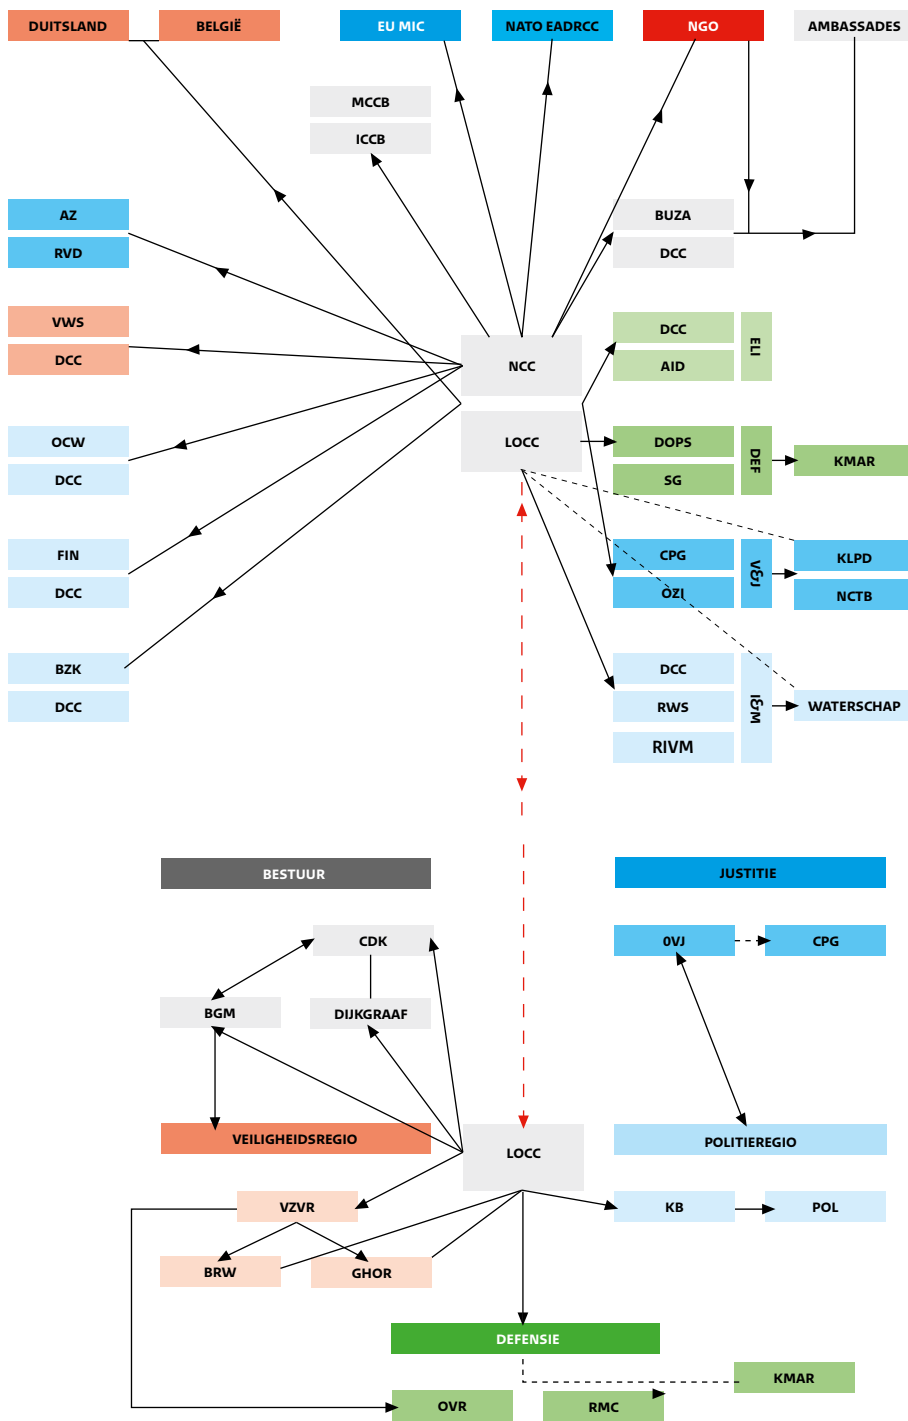 DUITSLAND
BELGIË
EU MIC
NATO EADRCC
NGO
AMBASSADES
MCCB
ICCB
AZ
RVD
BUZA
DCC
VWS
DCC
NCC
DCC
AID
ELI
OCW
DCC
LOCC
DOPS
SG
DEF
KMAR
FIN
DCC
CPG
OZI
V&J
KLPD
NCTB
BZK
DCC
DCC
RWS
RIVM
I&M
WATERSCHAP
BESTUUR
JUSTITIE
CDK
0VJ
CPG
BGM
DIJKGRAAF
VEILIGHEIDSREGIO
LOCC
POLITIEREGIO
VZVR
KB
POL
BRW
GHOR
DEFENSIE
KMAR
OVR
RMC